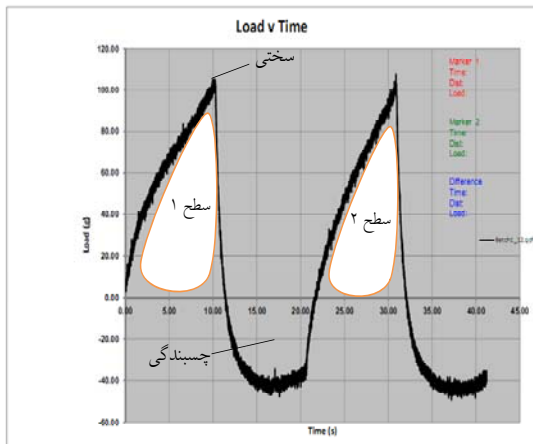 Load v Time
120.00
100.00
80.00
60.00
40.00
20.00
0.00
-20.00
-40.00
-60.00
Load (g)
0.00 5.00 10.00 15.00 20.00 25.00 30.00 35.00 40.00 45.00
Time (s)
سختی
سطح ۱
سطح ۲
چسبندگی
Marker 1
Time:
Dist:
Load:
Marker 2
Time:
Dist:
Load:
Difference
Time:
Dist:
Load: